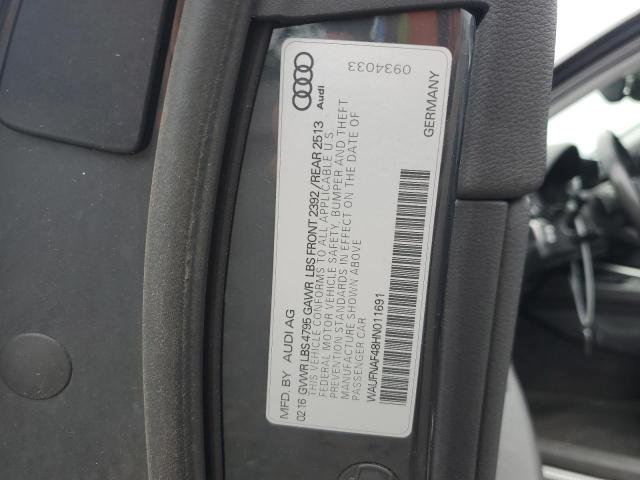 MFD. BY AUDI AG
02 16 GVWR LBS 4795 GAWR LBS FRONT 2392 / REAR 2513
THIS VEHICLE CONFORMS TO ALL APPLICABLE U.S.
FEDERAL MOTOR VEHICLE SAFETY, BUMPER AND THEFT
PREVENTION STANDARDS IN EFFECT ON THE DATE OF
MANUFACTURE SHOWN ABOVE
PASSENGER CAR
WAUFNAF48HN011691
Audi
0934033
GERMANY